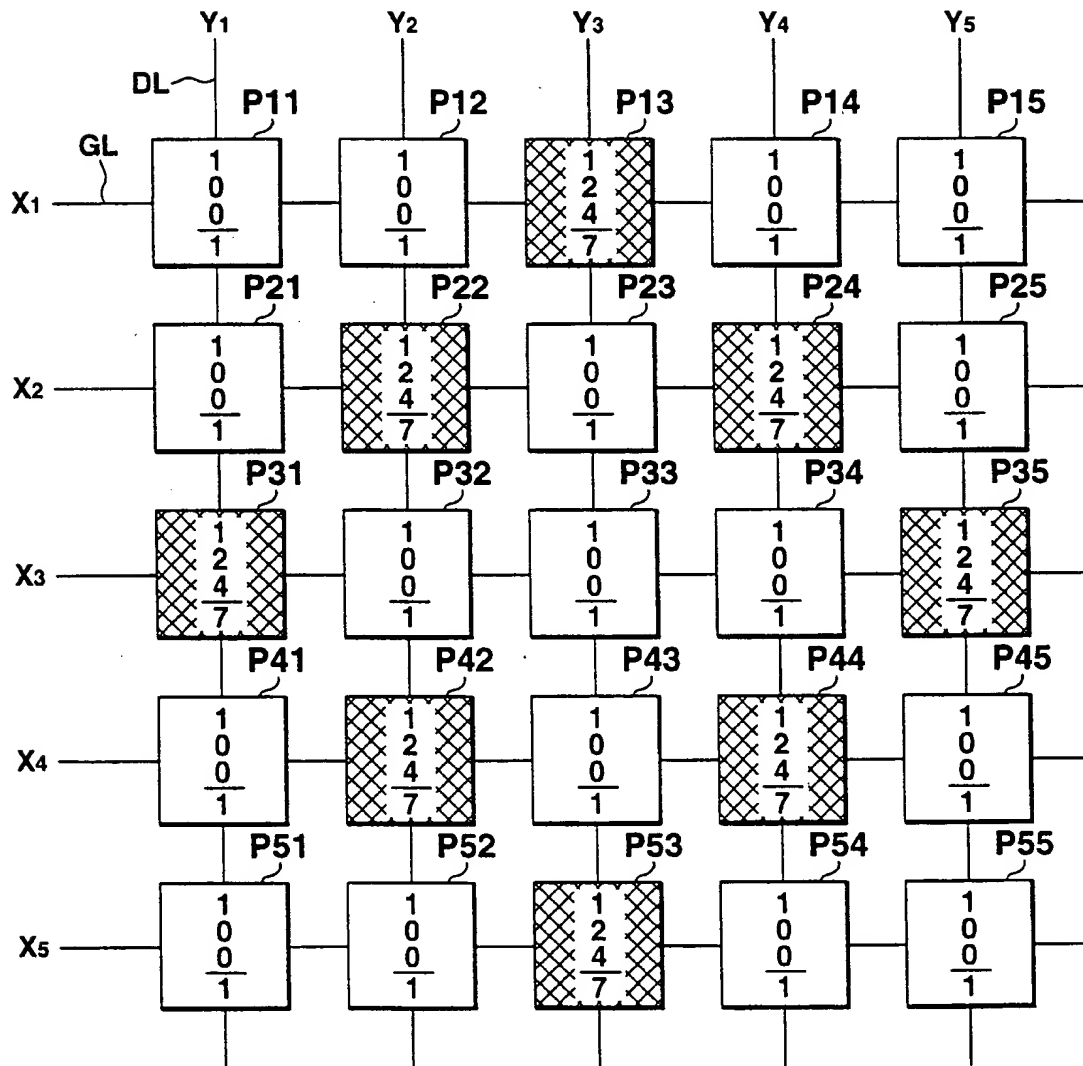 Y1 Y2 Y3 Y4 Y5
DL
P11 P12 P13 P14 P15
GL
X1
1 1 1 1 1
0 0 2 0 0
0 0 4 0 0
1 1 7 1 1
P21 P22 P23 P24 P25
X2
1 1 1 1 1
0 2 0 2 0
0 4 0 4 0
1 7 1 7 1
P31 P32 P33 P34 P35
X3
1 1 1 1 1
2 0 0 0 2
4 0 0 0 4
7 1 1 1 7
P41 P42 P43 P44 P45
X4
1 1 1 1 1
0 2 0 2 0
0 4 0 4 0
1 7 1 7 1
P51 P52 P53 P54 P55
X5
1 1 1 1 1
0 0 2 0 0
0 0 4 0 0
1 1 7 1 1